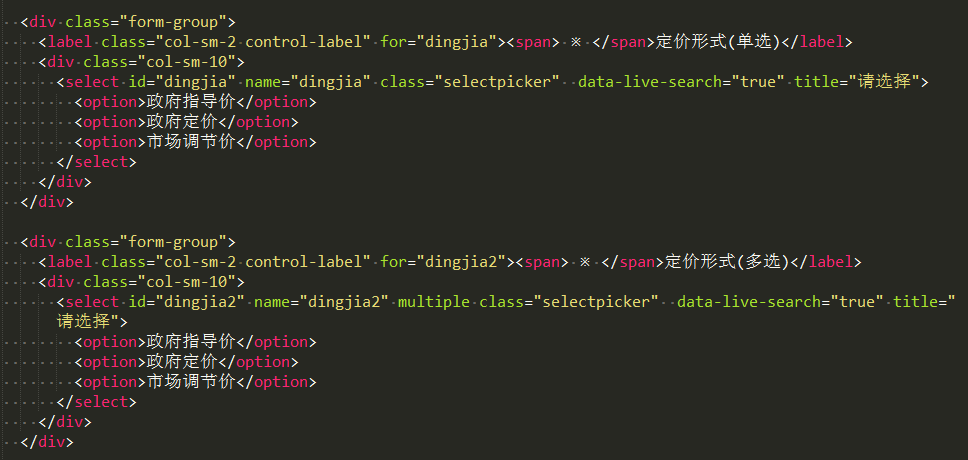 <div class="form-group">
<label class="col-sm-2 control-label" for="dingjia"><span> ※ </span>定价形式(单选)</label>
<div class="col-sm-10">
<select id="dingjia" name="dingjia" class="selectpicker"  data-live-search="true" title="请选择">
<option>政府指导价</option>
<option>政府定价</option>
<option>市场调节价</option>
</select>
</div>
</div>
<div class="form-group">
<label class="col-sm-2 control-label" for="dingjia2"><span> ※ </span>定价形式(多选)</label>
<div class="col-sm-10">
<select id="dingjia2" name="dingjia2" multiple class="selectpicker"  data-live-search="true" title="
请选择">
<option>政府指导价</option>
<option>政府定价</option>
<option>市场调节价</option>
</select>
</div>
</div>